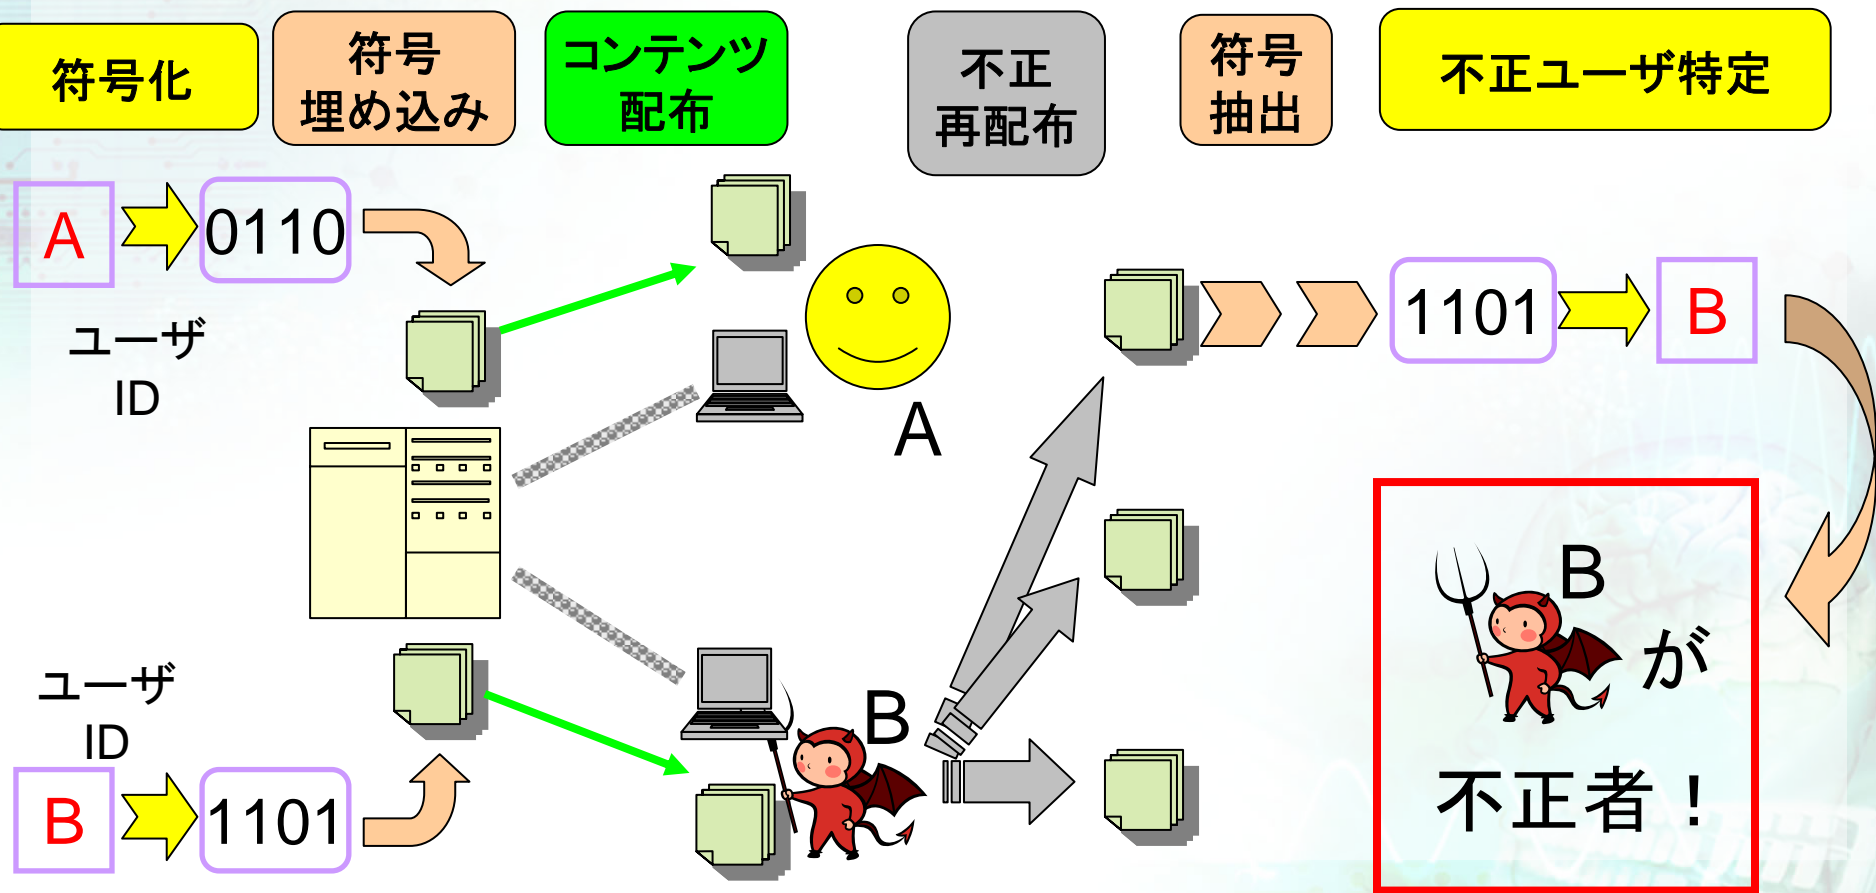 符号化
符号
埋め込み
コンテンツ
配布
不正
再配布
符号
抽出
不正ユーザ特定
A
0110
ユーザ
ID
A
1101
B
ユーザ
ID
B
1101
B
B
が
不正者！